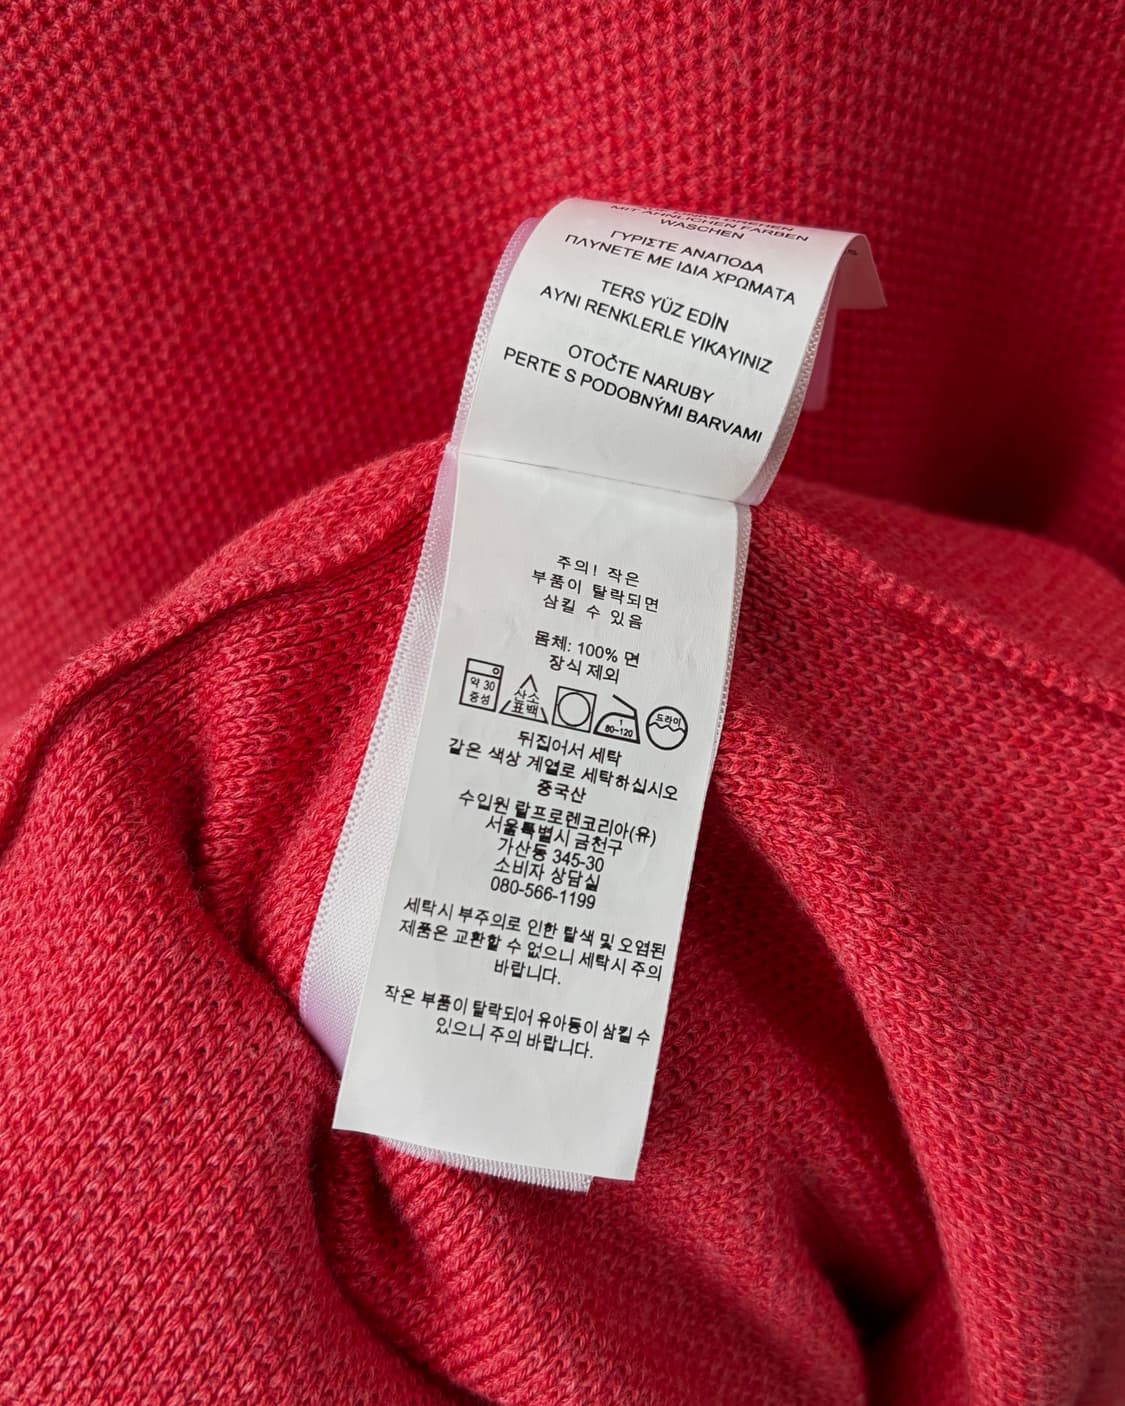 MIT ÄHNLICHEN FARBEN
WASCHEN
ΓΥΡΙΣΤΕ ΑΝΑΠΟΔΑ
ΠΛΥΝΕΤΕ ΜΕ ΙΔΙΑ ΧΡΩΜΑΤΑ
TERS YÜZ EDİN
AYNI RENKLERLE YIKAYINIZ
OTOČTE NARUBY
PERTE S PODOBNÝMI BARVAMI
주의! 작은
부품이 탈락되면
삼킬 수 있음
몸체: 100% 면
장식 제외
약 30
중성
산소
표백
1
80-120
드라이
뒤집어서 세탁
같은 색상 계열로 세탁하십시오
중국산
수입원 랄프로렌코리아(유)
서울특별시 금천구
가산동 345-30
소비자 상담실
080-566-1199
세탁시 부주의로 인한 탈색 및 오염된
제품은 교환할 수 없으니 세탁시 주의
바랍니다.
작은 부품이 탈락되어 유아동이 삼킬 수
있으니 주의 바랍니다.